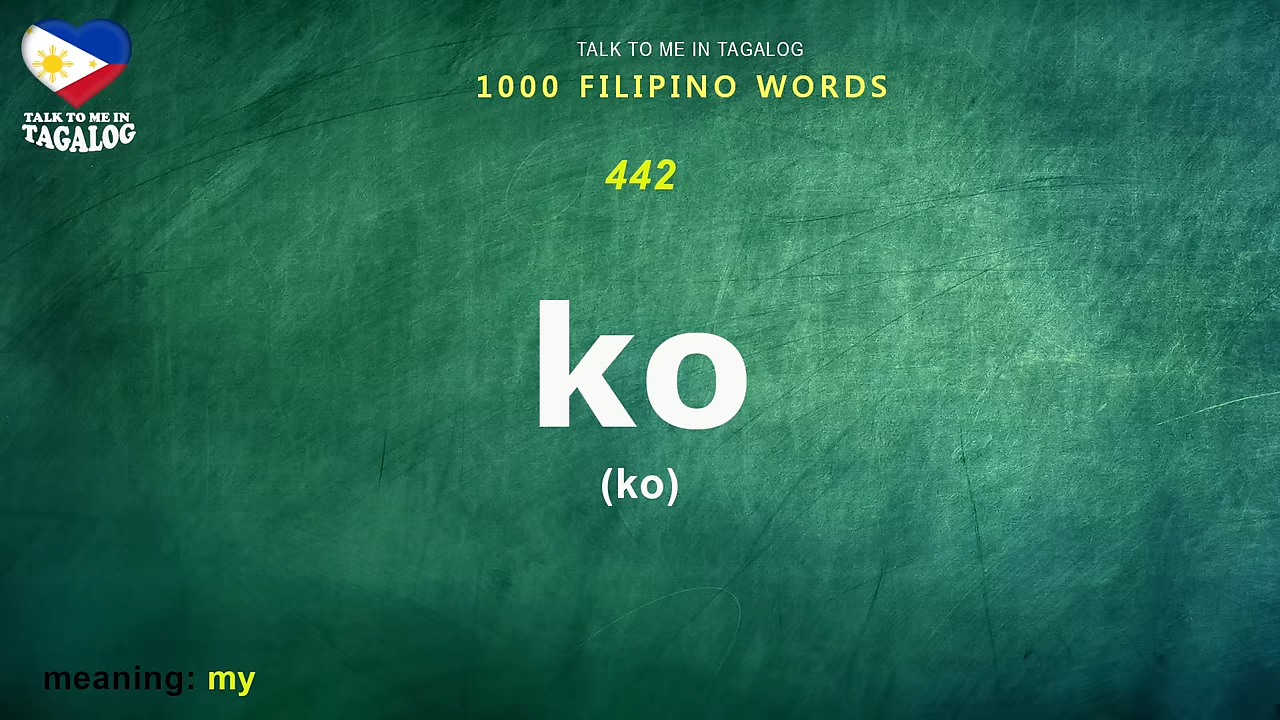 TALK TO ME IN
TAGALOG
TALK TO ME IN TAGALOG
1000 FILIPINO WORDS
442
ko
(ko)
meaning: my